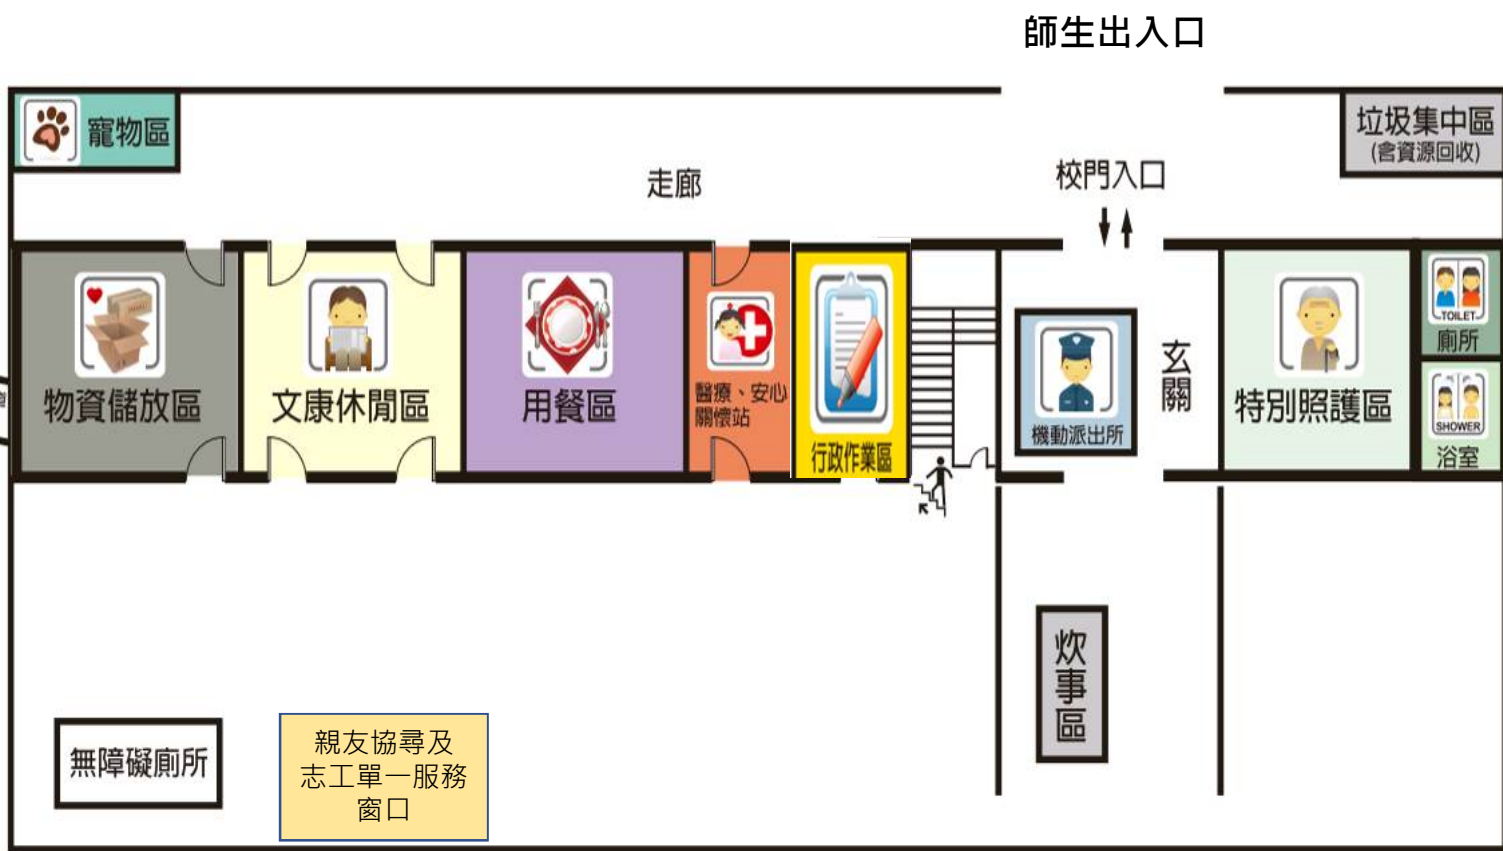 師生出入口
寵物區
垃圾集中區
(含資源回收)
走廊
校門入口
物資儲放區
文康休閒區
用餐區
醫療、安心
關懷站
行政作業區
機動派出所
玄關
特別照護區
TOILET
廁所
SHOWER
浴室
炊事區
無障礙廁所
親友協尋及
志工單一服務
窗口